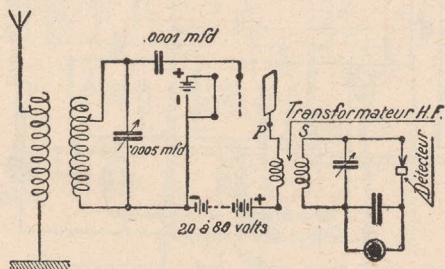 .0001 mfd
+
-
.0005 mfd
P
Transformateur H.F.
S
Détecteur
- +
20 à 80 volts